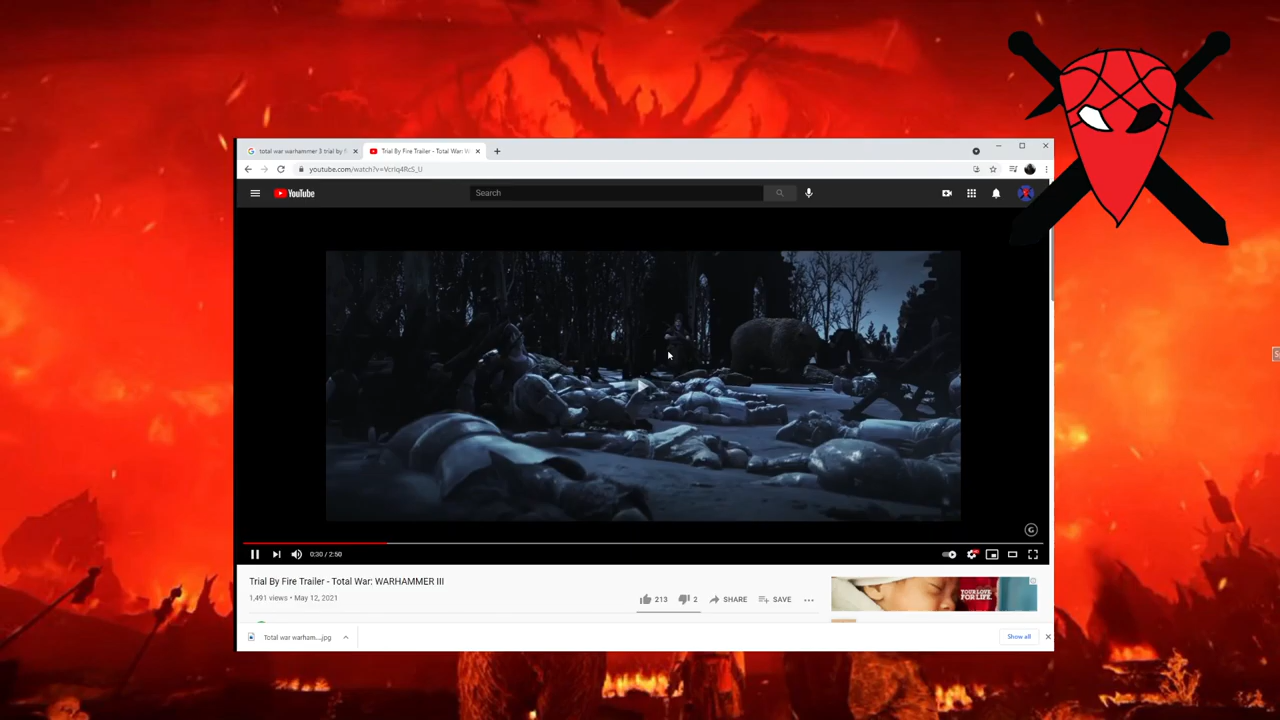 total war warhammer 3 trial by f
Trial By Fire Trailer - Total War: W
youtube.com/watch?v=Vcriq4RcS_U
YouTube
Search
G
0:30 / 2:50
Trial By Fire Trailer - Total War: WARHAMMER III
1,491 views • May 12, 2021
213
2
SHARE
SAVE
YOUR LOVE.
FOR LIFE.
Total war warham....jpg
Show all